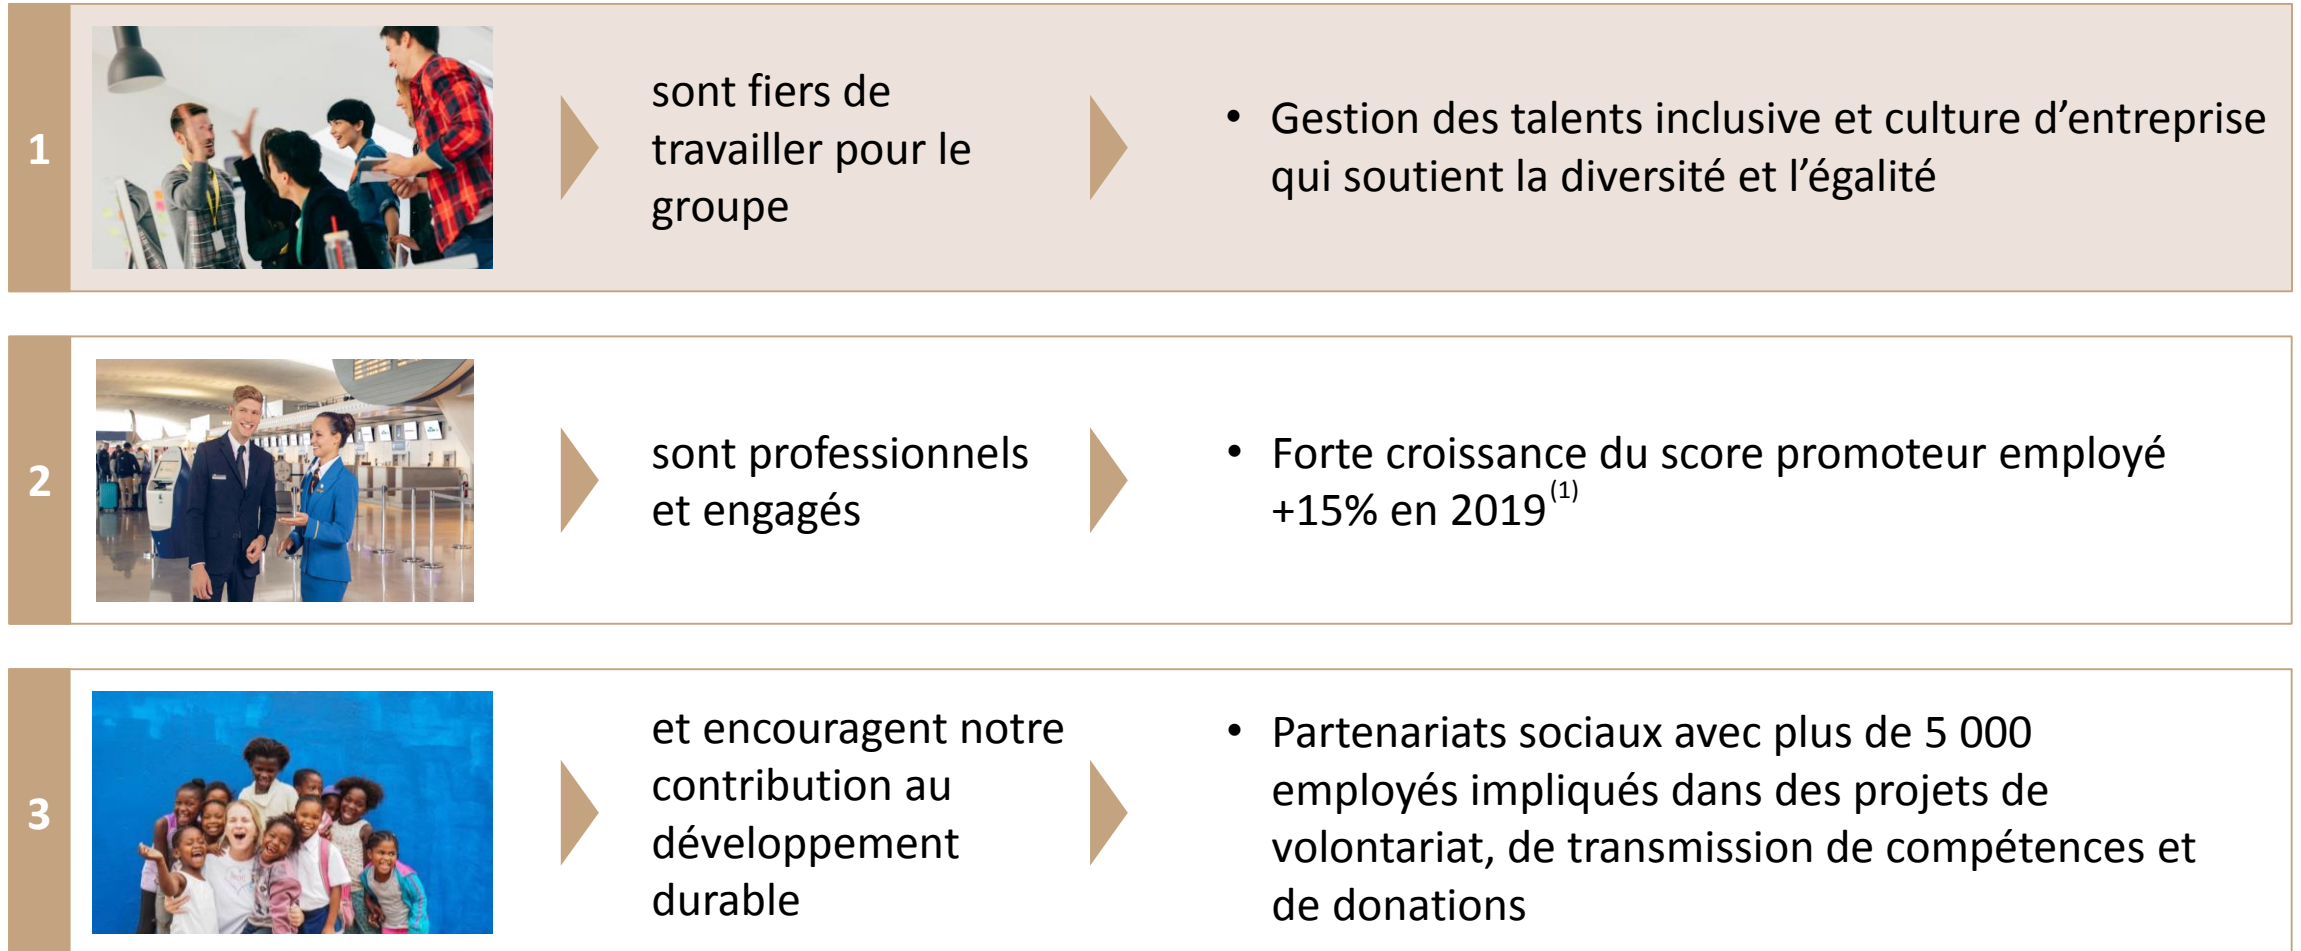 1
sont fiers de
travailler pour le
groupe
• Gestion des talents inclusive et culture d’entreprise
qui soutient la diversité et l’égalité
2
sont professionnels
et engagés
• Forte croissance du score promoteur employé
+15% en 2019(1)
3
et encouragent notre
contribution au
développement
durable
• Partenariats sociaux avec plus de 5 000
employés impliqués dans des projets de
volontariat, de transmission de compétences et
de donations